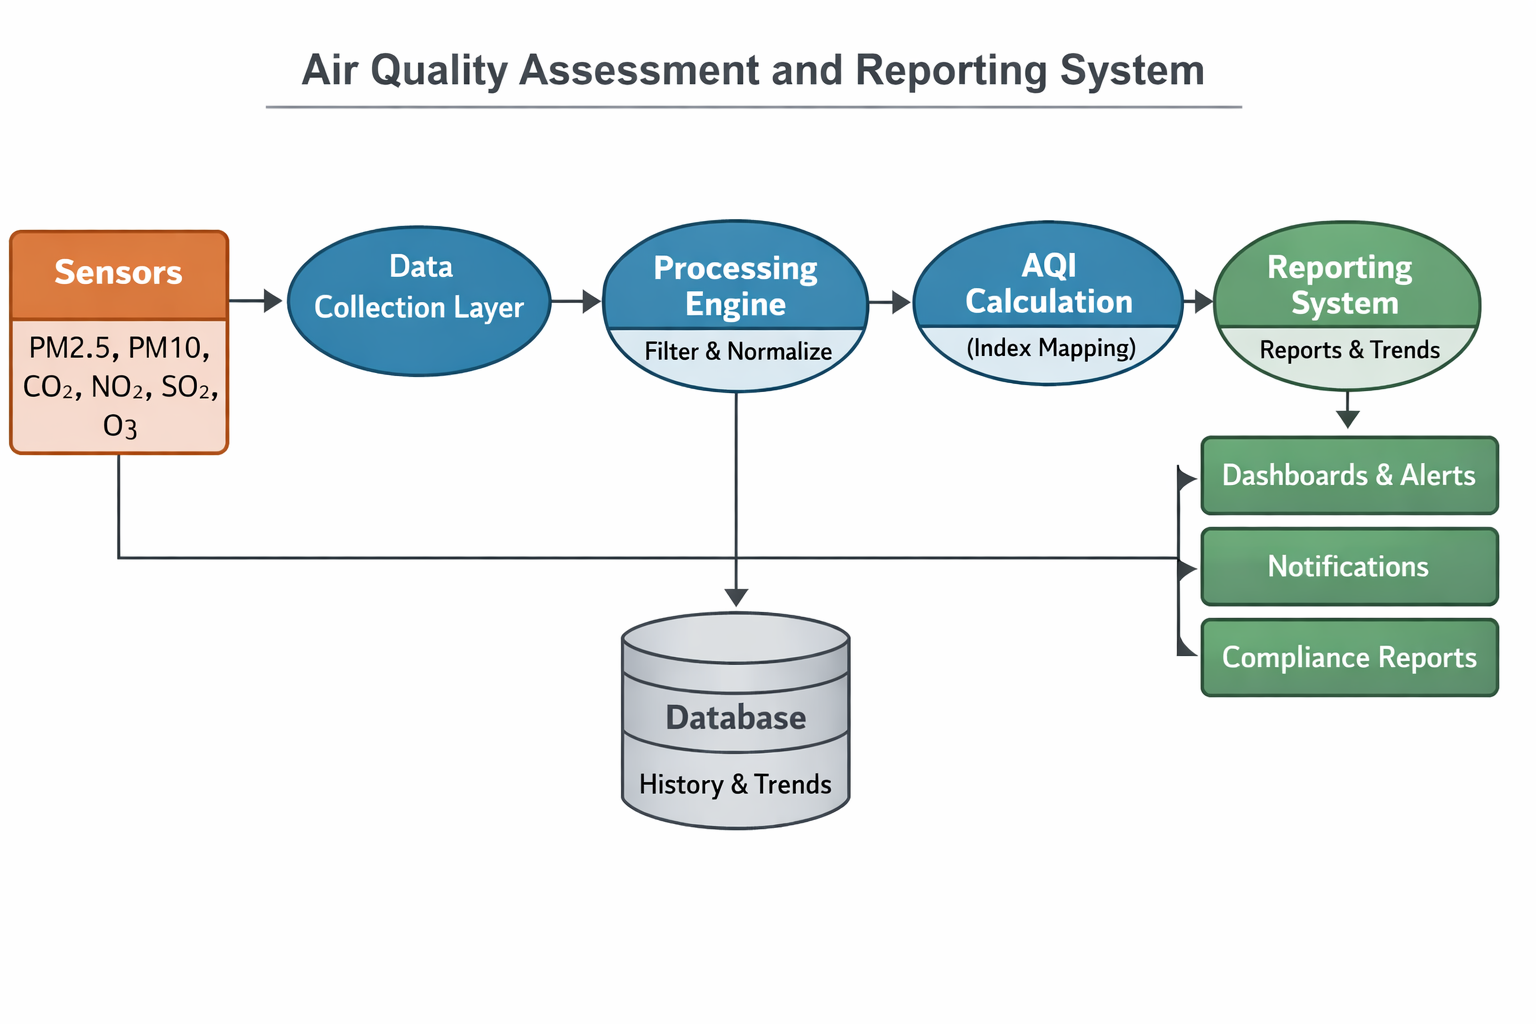 Air Quality Assessment and Reporting System
Sensors
PM2.5, PM10,
CO₂, NO₂, SO₂,
O₃
Data
Collection Layer
Processing
Engine
Filter & Normalize
AQI
Calculation
(Index Mapping)
Reporting
System
Reports & Trends
Dashboards & Alerts
Notifications
Compliance Reports
Database
History & Trends